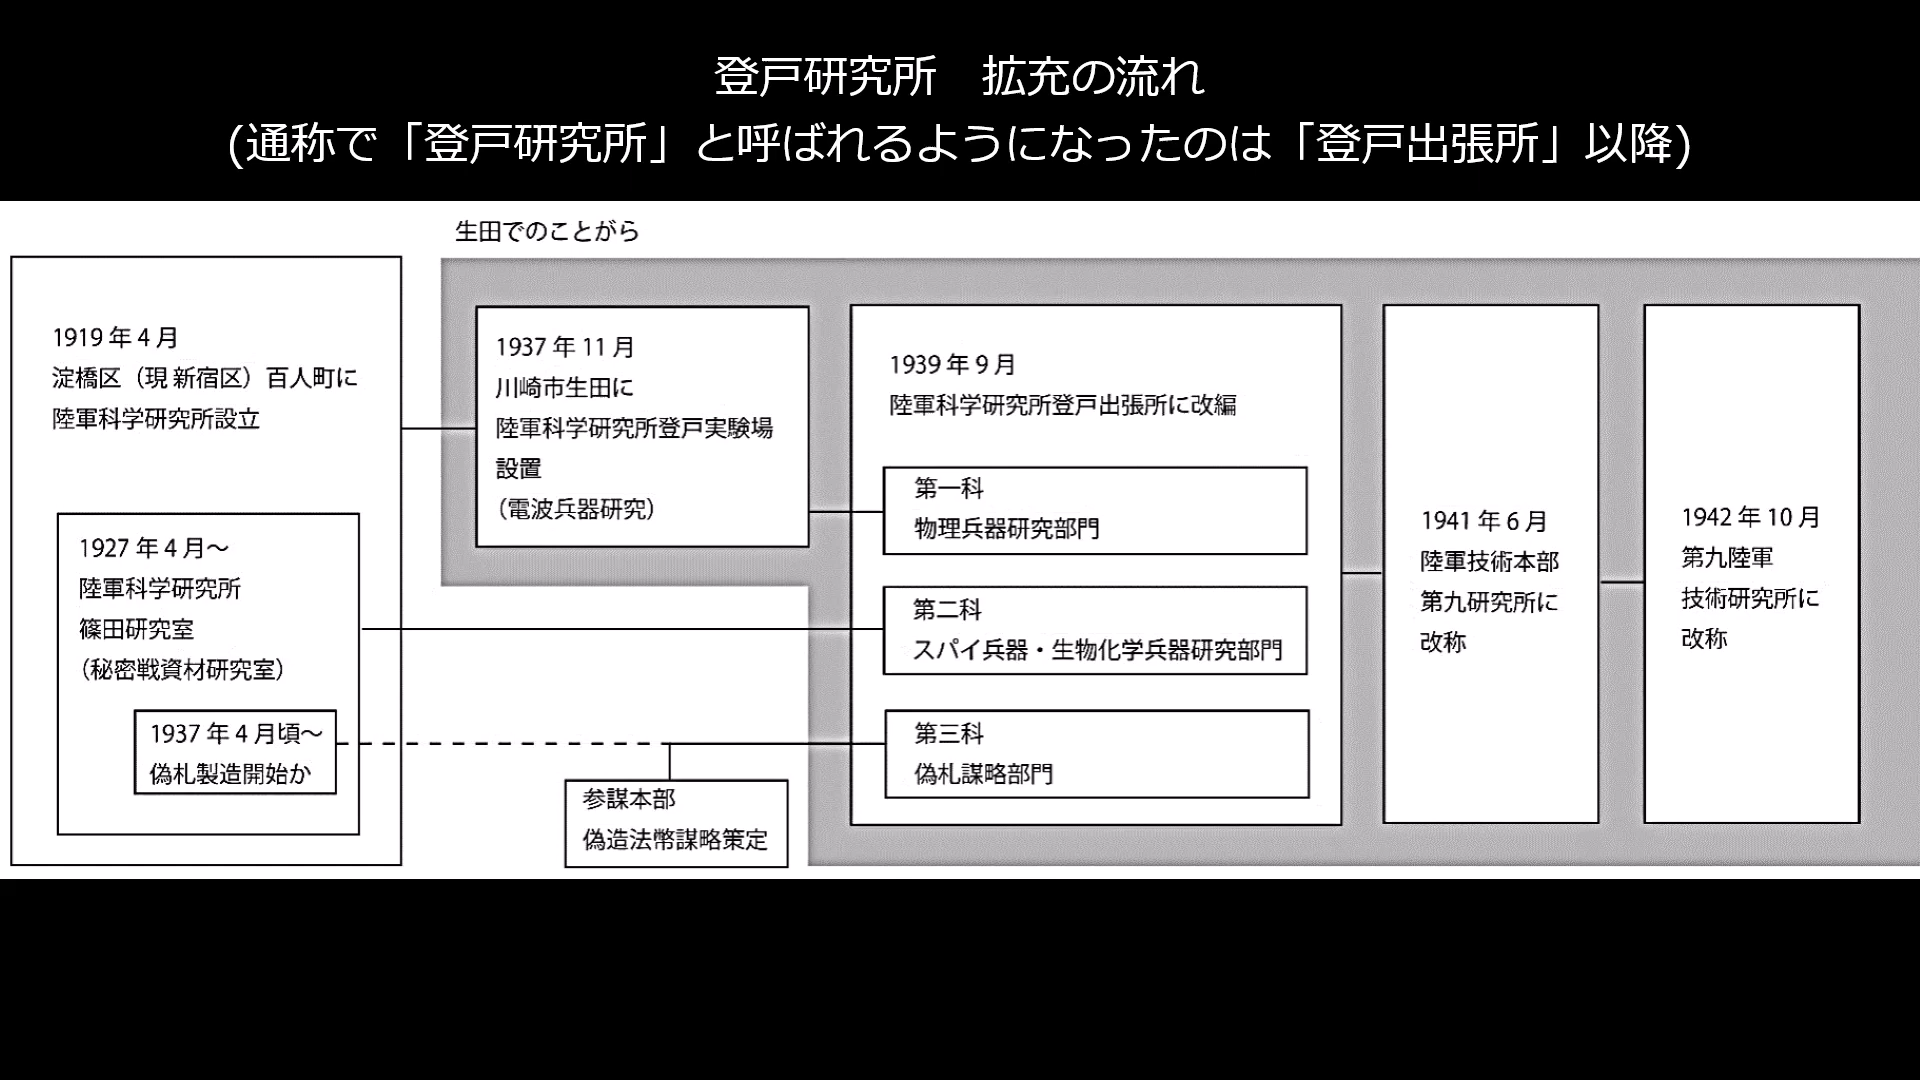 登戸研究所　拡充の流れ
(通称で「登戸研究所」と呼ばれるようになったのは「登戸出張所」以降)
生田でのことがら
1919 年 4 月
淀橋区（現 新宿区）百人町に
陸軍科学研究所設立
1927 年 4 月～
陸軍科学研究所
篠田研究室
（秘密戦資材研究室）
1937 年 4 月頃～
偽札製造開始か
1937 年 11 月
川崎市生田に
陸軍科学研究所登戸実験場
設置
（電波兵器研究）
参謀本部
偽造法幣謀略策定
1939 年 9 月
陸軍科学研究所登戸出張所に改編
第一科
物理兵器研究部門
第二科
スパイ兵器・生物化学兵器研究部門
第三科
偽札謀略部門
1941 年 6 月
陸軍技術本部
第九研究所に
改称
1942 年 10 月
第九陸軍
技術研究所に
改称